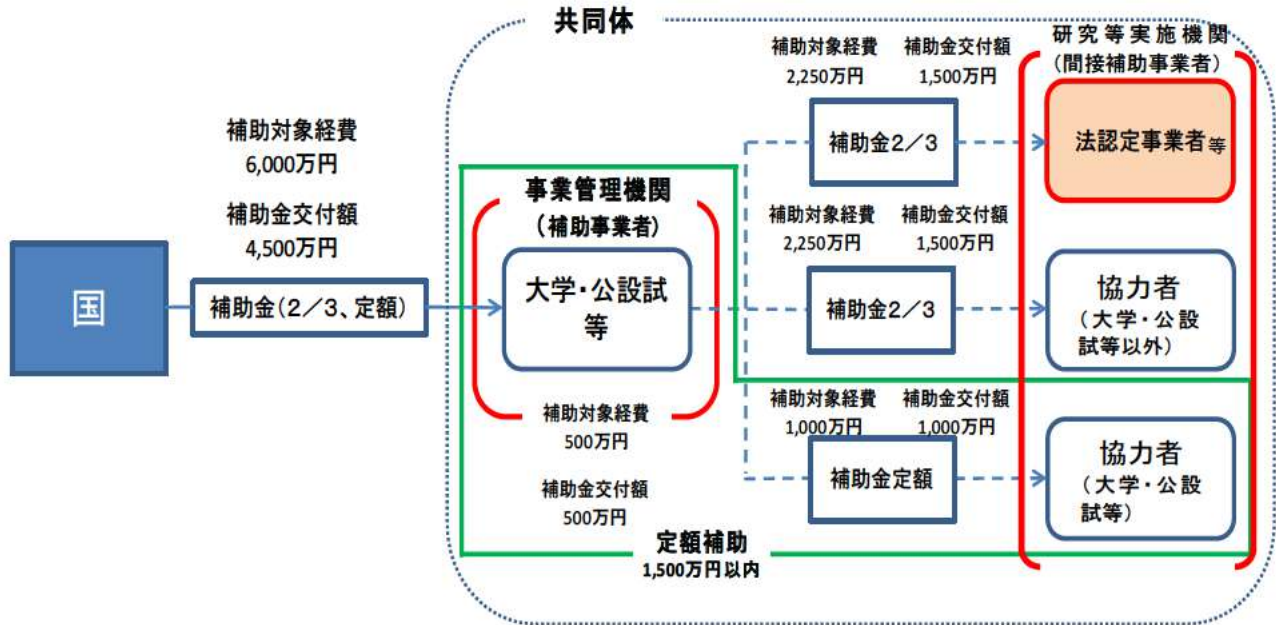 共同体
補助対象経費
6,000万円
補助金交付額
4,500万円
国
補助金(2/3、定額)
事業管理機関
(補助事業者)
大学・公設試
等
補助対象経費
500万円
補助金交付額
500万円
定額補助
1,500万円以内
補助対象経費 補助金交付額
2,250万円 1,500万円
補助金2/3
補助対象経費 補助金交付額
2,250万円 1,500万円
補助金2/3
補助対象経費 補助金交付額
1,000万円 1,000万円
補助金定額
研究等実施機関
(間接補助事業者)
法認定事業者等
協力者
(大学・公設
試等以外)
協力者
(大学・公設
試等)